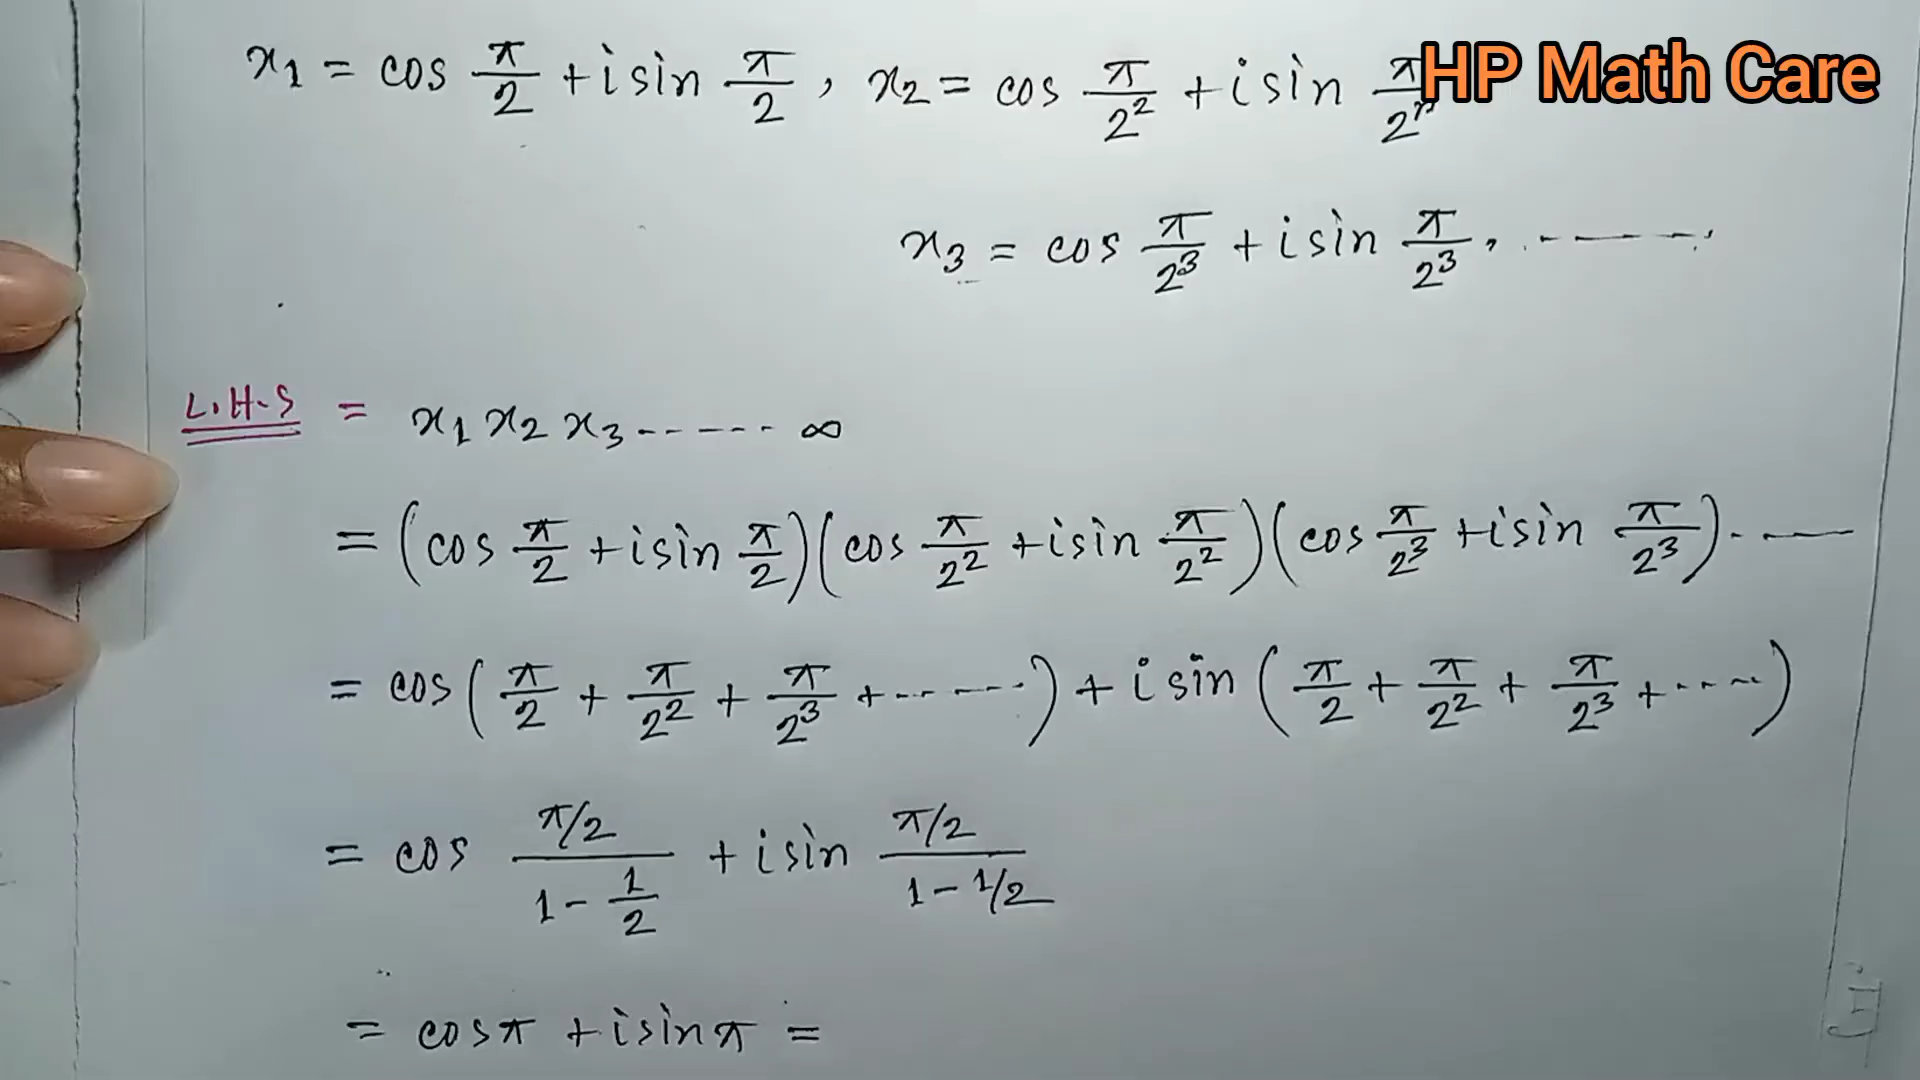 x₁ = cos π/2 + i sin π/2 , x₂ = cos π/2² + i sin π/2ⁿ
HP Math Care
x₃ = cos π/2³ + i sin π/2³ , ------
L.H.S = x₁ x₂ x₃ ------ ∞
= (cos π/2 + i sin π/2)(cos π/2² + i sin π/2²)(cos π/2³ + i sin π/2³) ------
= cos (π/2 + π/2² + π/2³ + ------) + i sin (π/2 + π/2² + π/2³ + -----)
= cos (π/2)/(1 - 1/2) + i sin (π/2)/(1 - 1/2)
= cos π + i sin π =